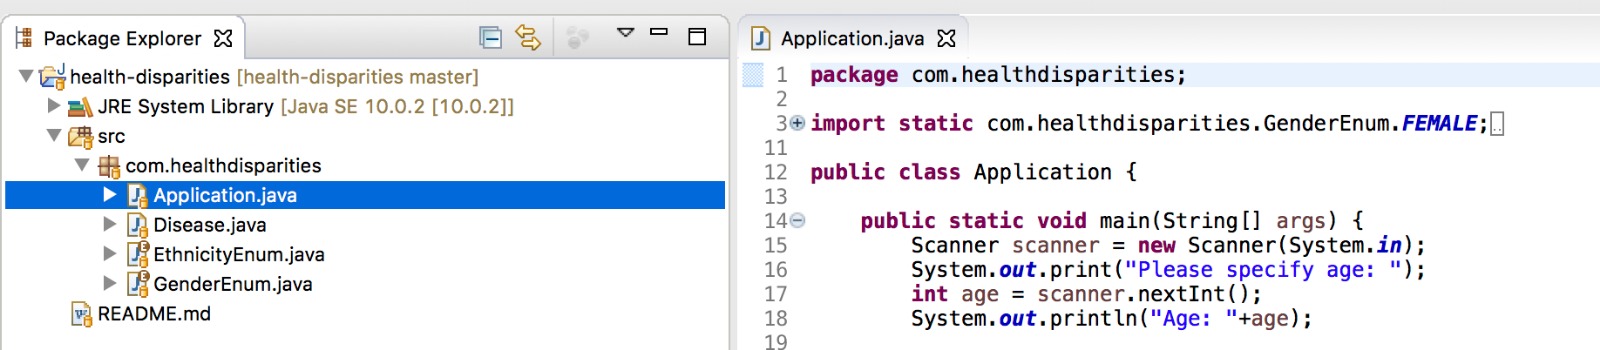 Package Explorer
health-disparities [health-disparities master]
JRE System Library [Java SE 10.0.2 [10.0.2]]
src
com.healthdisparities
Application.java
Disease.java
EthnicityEnum.java
GenderEnum.java
README.md
Application.java
1 package com.healthdisparities;
2
3 import static com.healthdisparities.GenderEnum.FEMALE;
11
12 public class Application {
13
14 public static void main(String[] args) {
15 Scanner scanner = new Scanner(System.in);
16 System.out.print("Please specify age: ");
17 int age = scanner.nextInt();
18 System.out.println("Age: "+age);
19